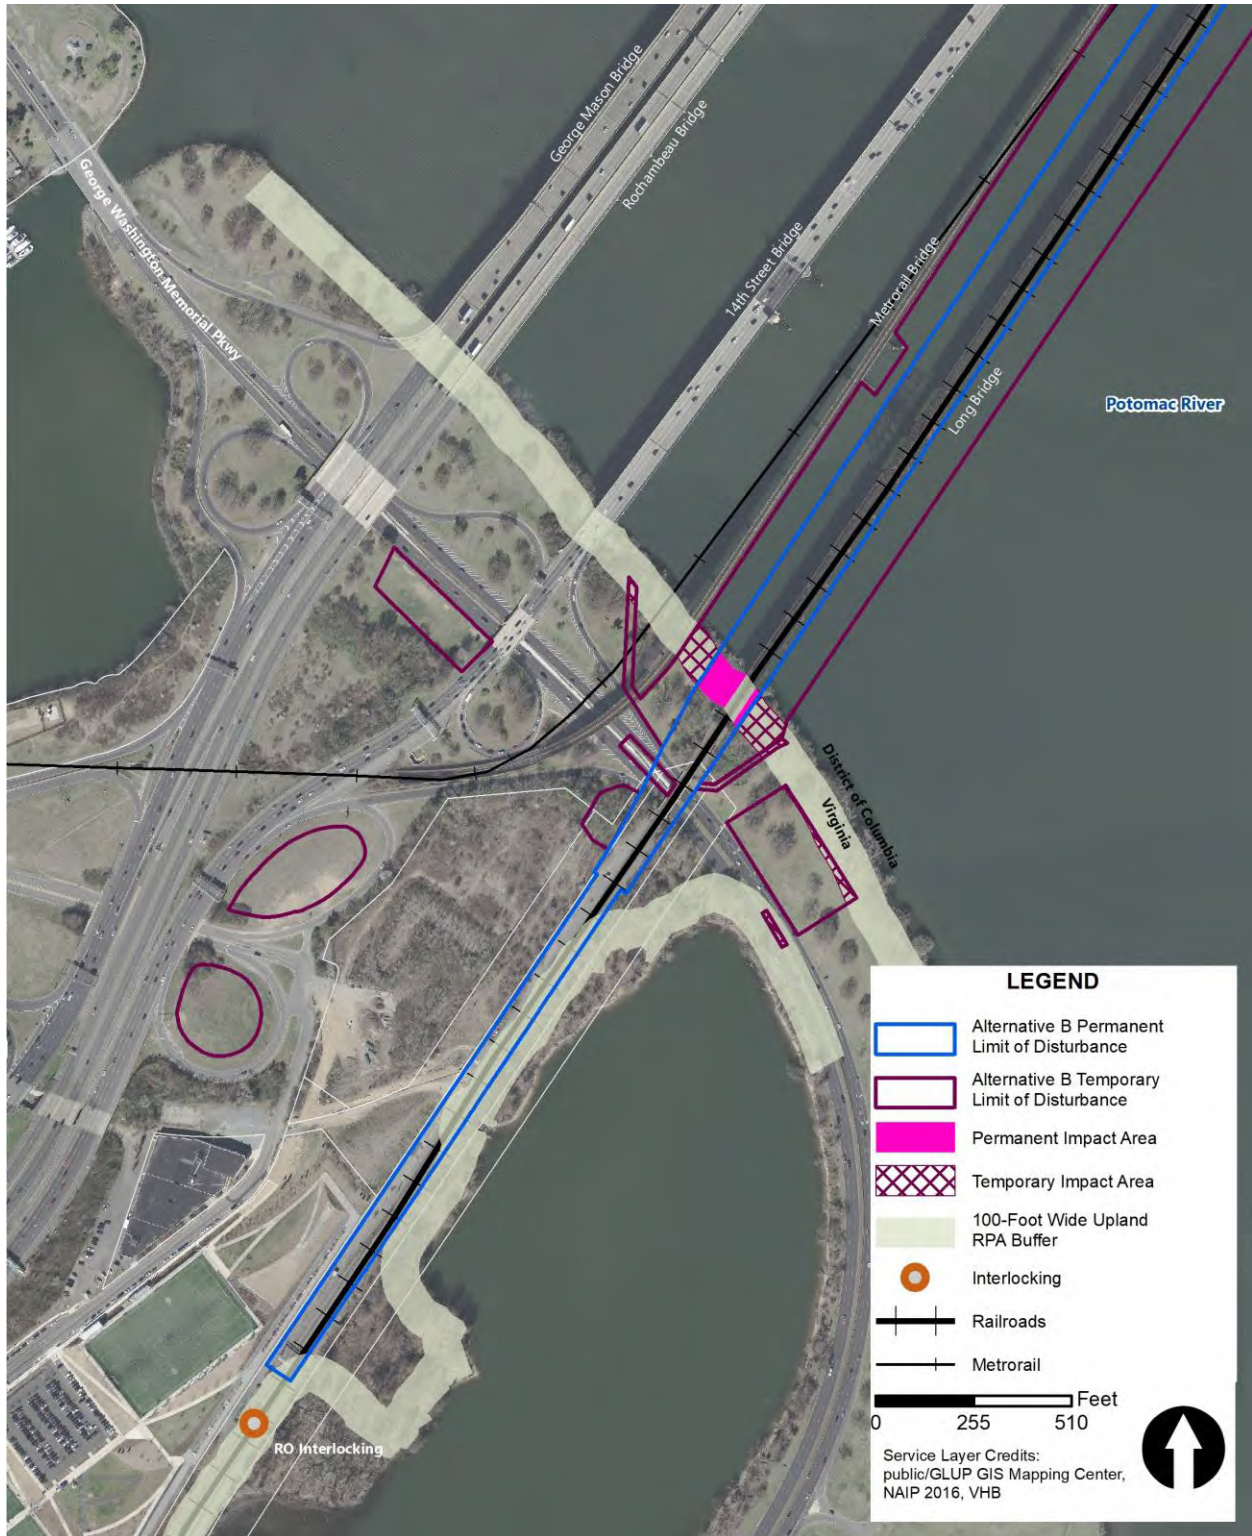 George Mason Bridge
Rochambeau Bridge
George Washington Memorial Pkwy
14th Street Bridge
Metrorail Bridge
Long Bridge
Potomac River
District of Columbia
Virginia
RO Interlocking
LEGEND
Alternative B Permanent
Limit of Disturbance
Alternative B Temporary
Limit of Disturbance
Permanent Impact Area
Temporary Impact Area
100-Foot Wide Upland
RPA Buffer
Interlocking
Railroads
Metrorail
Feet
0 255 510
Service Layer Credits:
public/GLUP GIS Mapping Center,
NAIP 2016, VHB